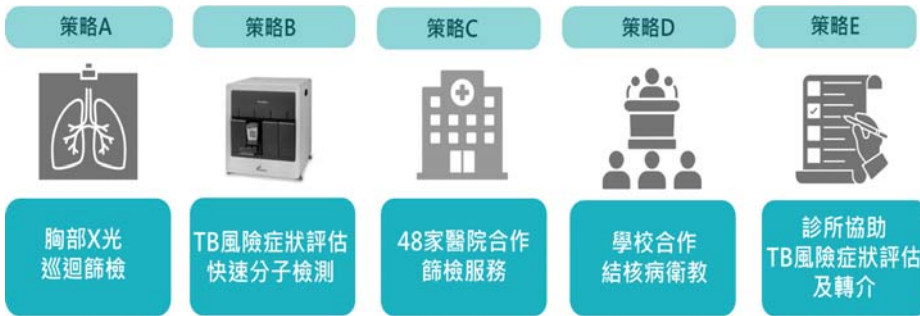 策略A
策略B
策略C
策略D
策略E
胸部X光
巡迴篩檢
TB風險症狀評估
快速分子檢測
48家醫院合作
篩檢服務
學校合作
結核病衛教
診所協助
TB風險症狀評估
及轉介